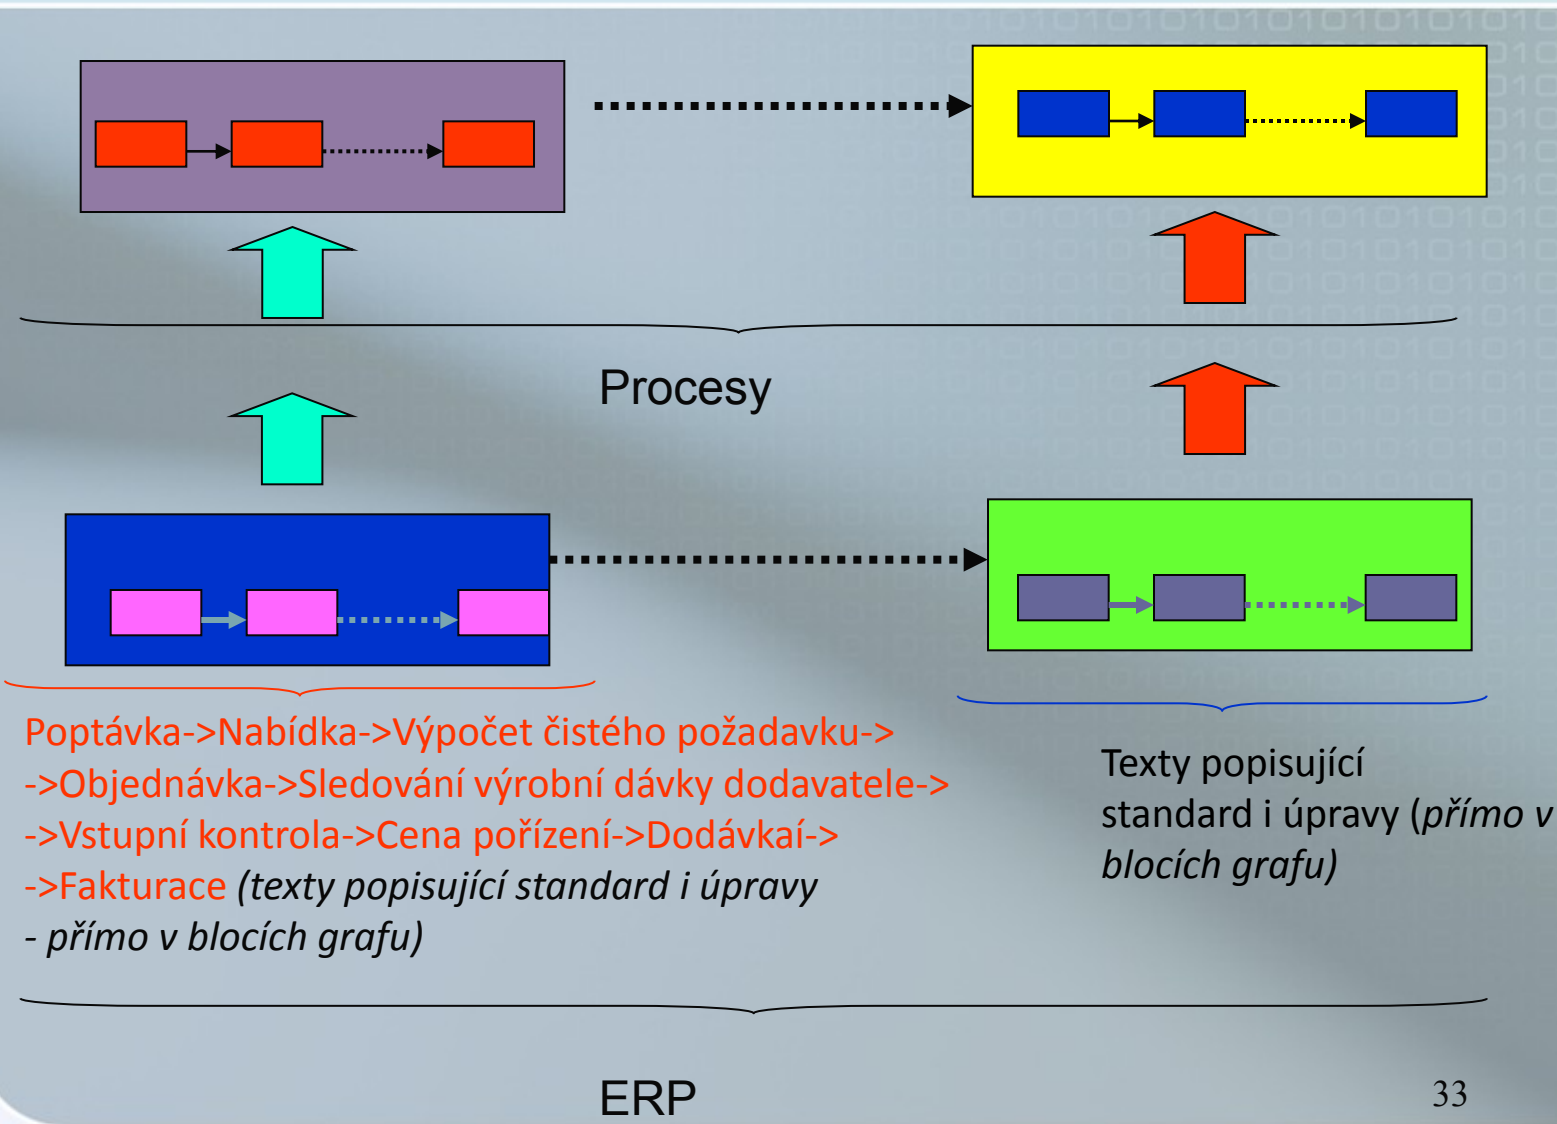 Procesy
Poptávka->Nabídka->Výpočet čistého požadavku->
->Objednávka->Sledování výrobní dávky dodavatele->
->Vstupní kontrola->Cena pořízení->Dodávkaí->
->Fakturace (texty popisující standard i úpravy
- přímo v blocích grafu)
Texty popisující
standard i úpravy (přímo v
blocích grafu)
ERP
33